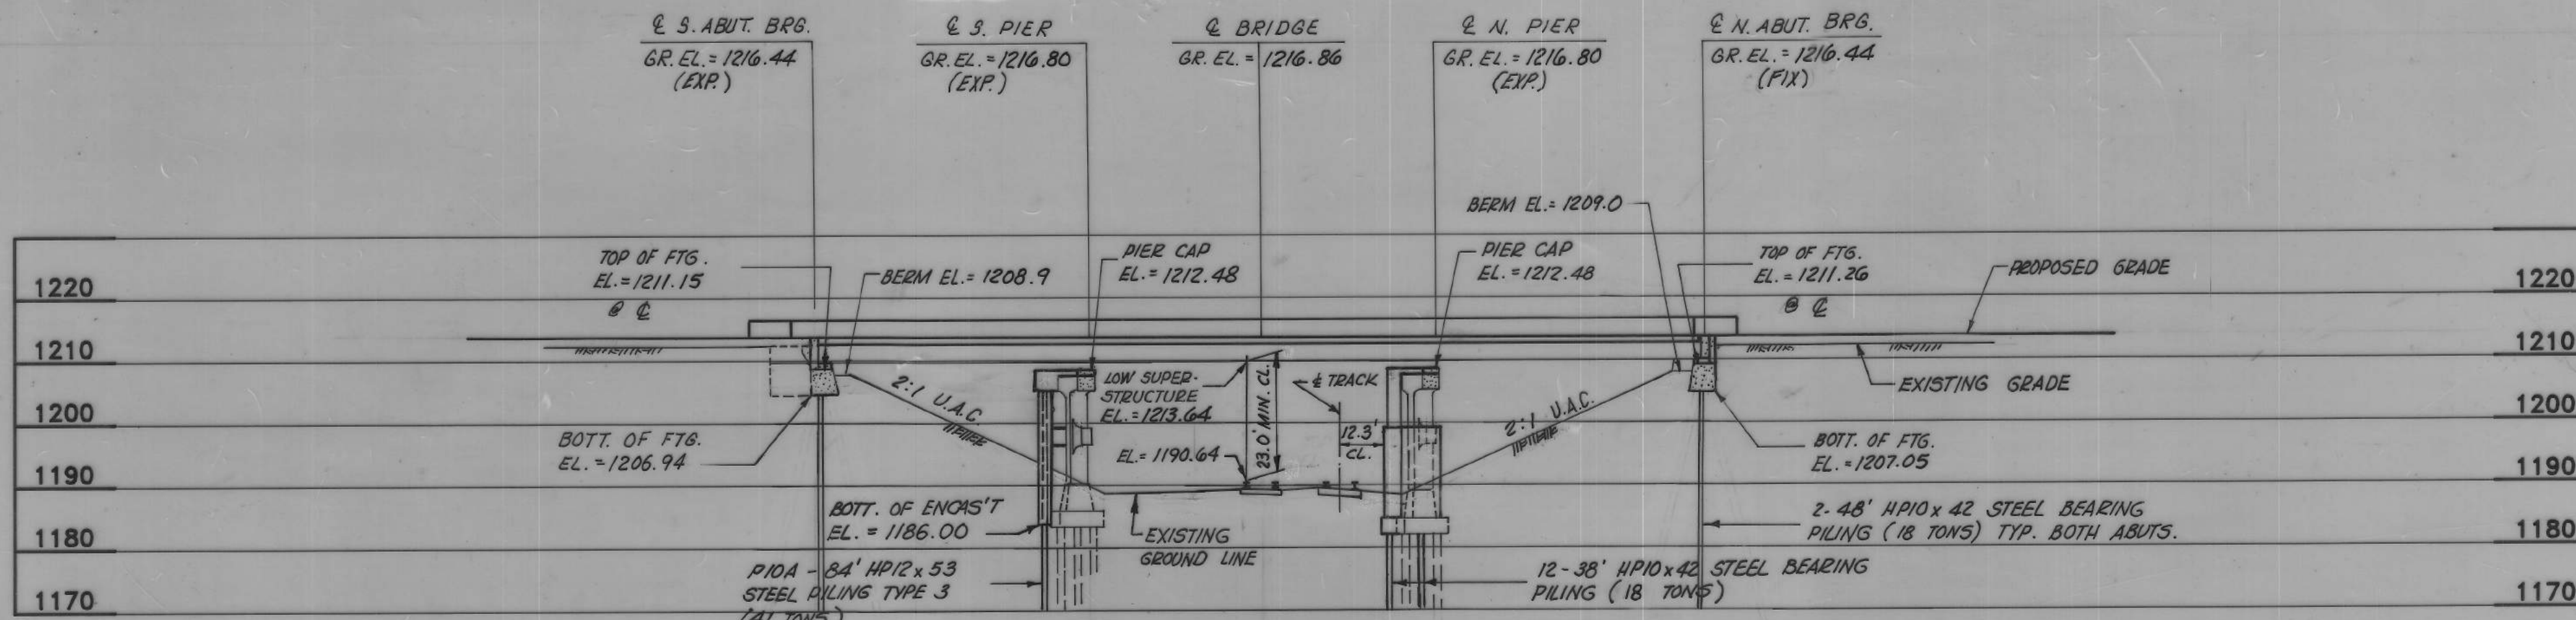 ℄ S. ABUT. BRG.
GR. EL. = 1216.44
(EXP.)
℄ S. PIER
GR. EL. = 1216.80
(EXP.)
℄ BRIDGE
GR. EL. = 1216.86
℄ N. PIER
GR. EL. = 1216.80
(EXP.)
℄ N. ABUT. BRG.
GR. EL. = 1216.44
(FIX)
BERM EL. = 1209.0
TOP OF FTG.
EL. = 1211.15
@ ℄
BERM EL. = 1208.9
PIER CAP
EL. = 1212.48
PIER CAP
EL. = 1212.48
TOP OF FTG.
EL. = 1211.26
@ ℄
PROPOSED GRADE
1220
1220
1210
1210
LOW SUPER-
STRUCTURE
EL. = 1213.64
23.0' MIN. CL.
℄ TRACK
EXISTING GRADE
2:1 U.A.C.
2:1 U.A.C.
1200
1200
12.3'
CL.
BOTT. OF FTG.
EL. = 1206.94
EL. = 1190.64
BOTT. OF FTG.
EL. = 1207.05
1190
1190
BOTT. OF ENCAS'T
EL. = 1186.00
EXISTING
GROUND LINE
2-48' HP10 x 42 STEEL BEARING
PILING (18 TONS) TYP. BOTH ABUTS.
1180
1180
P10A - 84' HP12 x 53
STEEL PILING TYPE 3
(41 TONS)
12-38' HP10 x 42 STEEL BEARING
PILING (18 TONS)
1170
1170